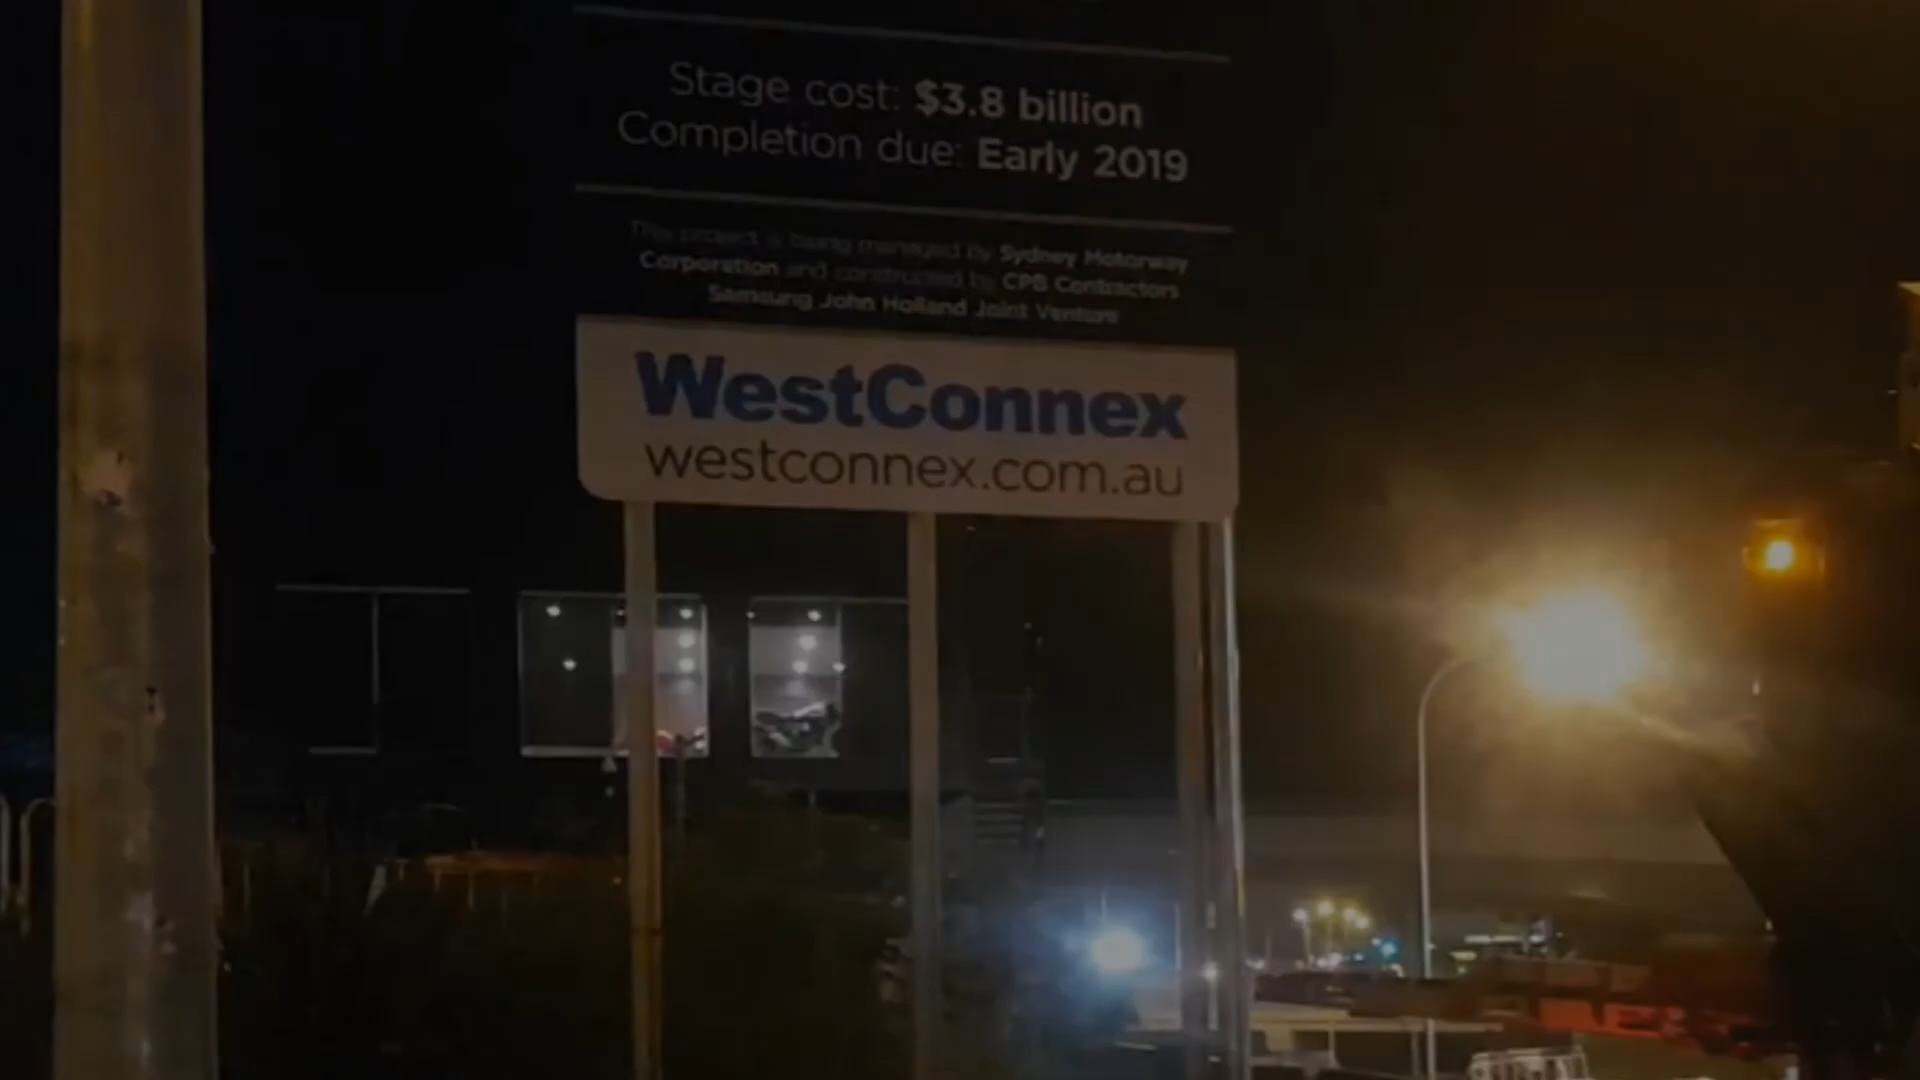 Stage cost: $3.8 billion
Completion due: Early 2019
This project is being managed by Sydney Motorway
Corporation and constructed by CPB Contractors
Samsung John Holland Joint Venture
WestConnex
westconnex.com.au